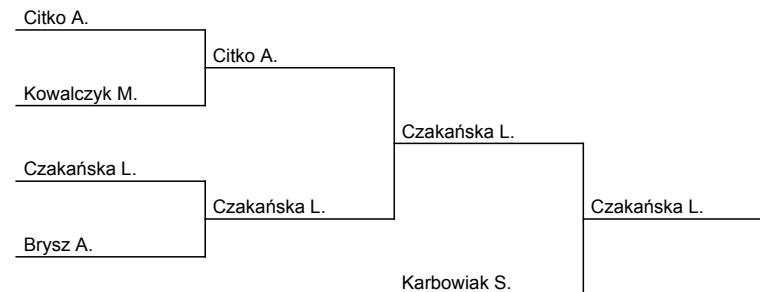 Citko A.
Citko A.
Kowalczyk M.
Czakańska L.
Czakańska L.
Czakańska L.
Czakańska L.
Brysz A.
Karbowiak S.